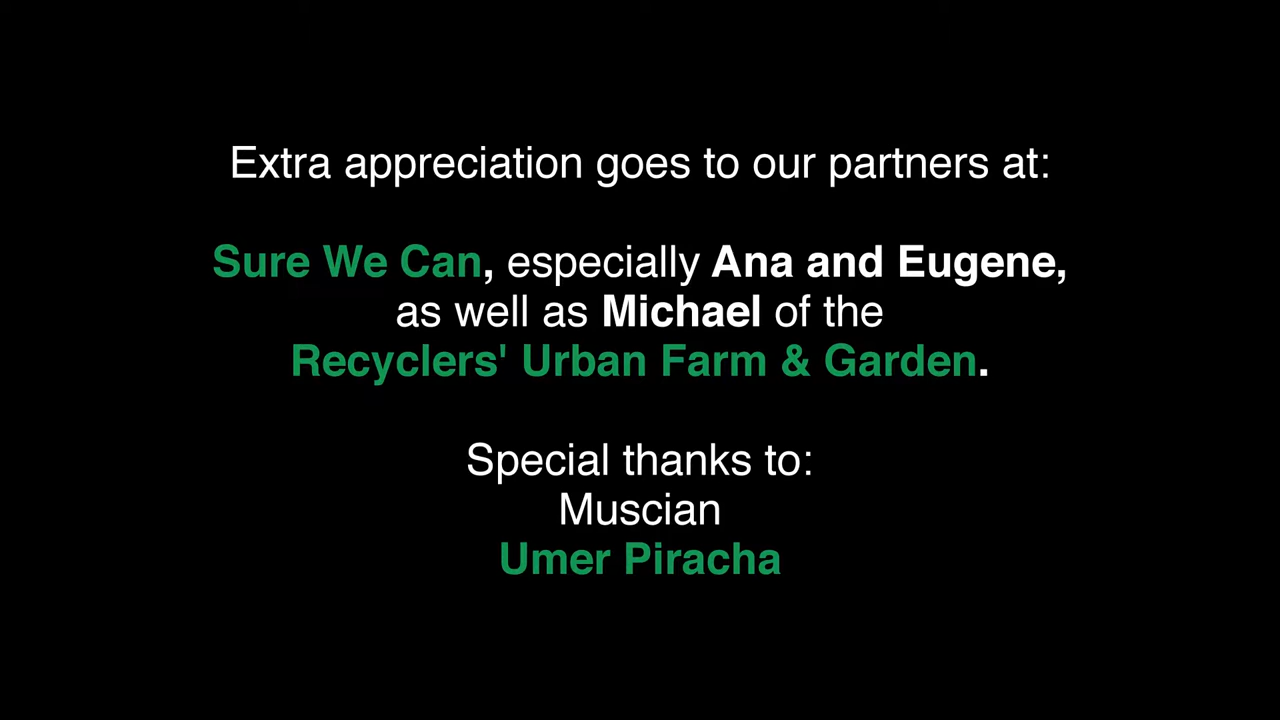 Extra appreciation goes to our partners at:
Sure We Can, especially Ana and Eugene,
as well as Michael of the
Recyclers' Urban Farm & Garden.
Special thanks to:
Muscian
Umer Piracha